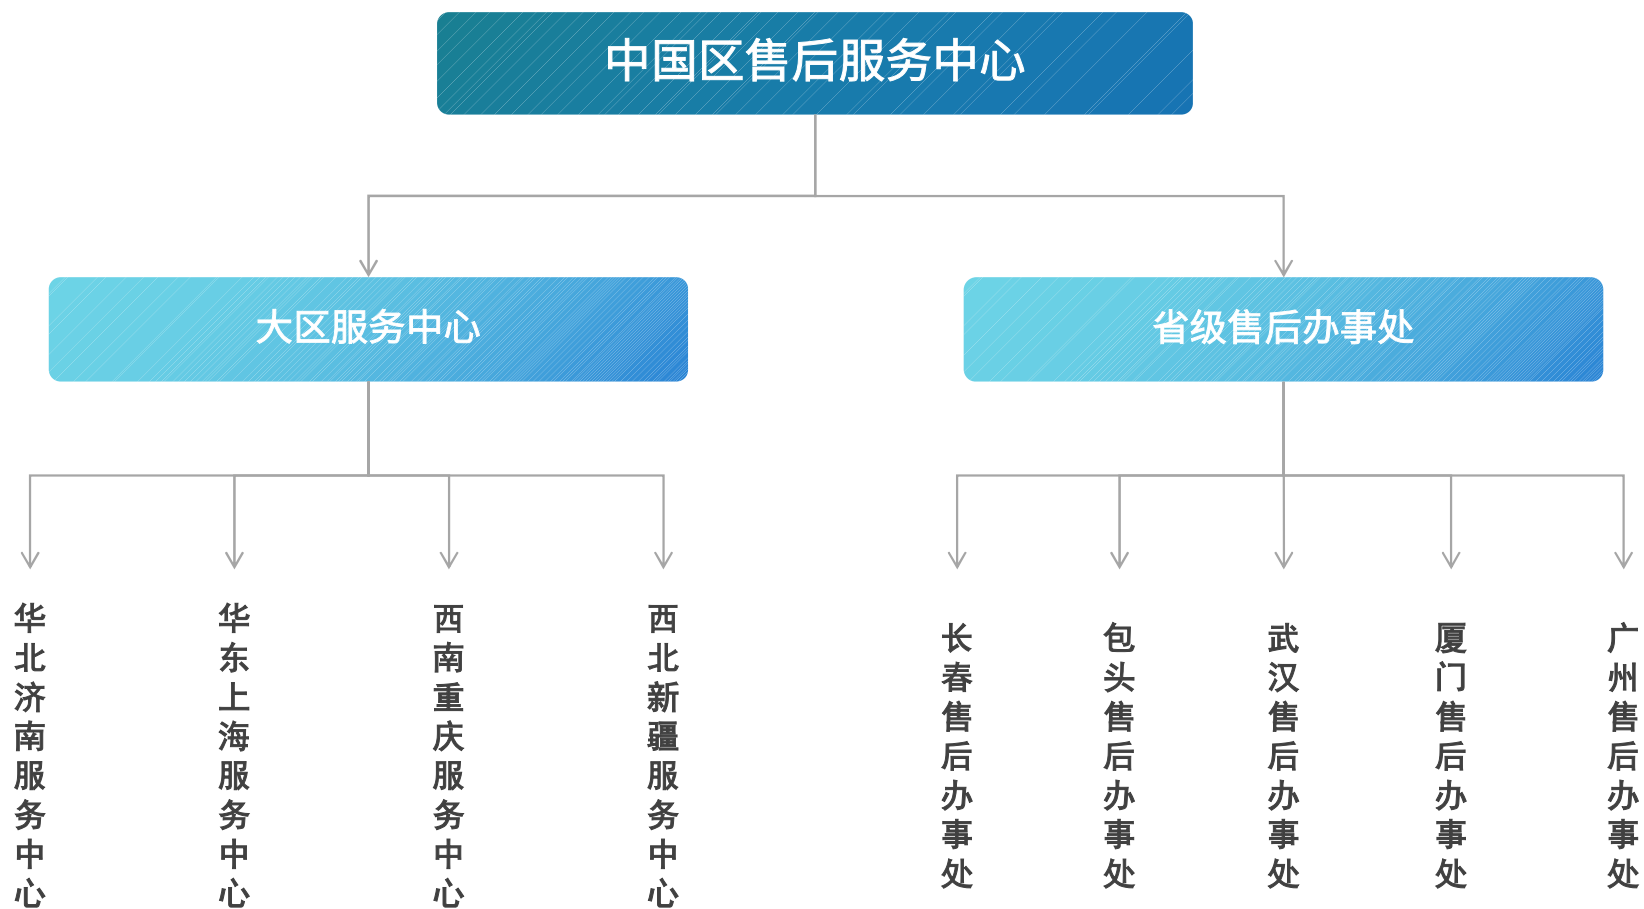 中国区售后服务中心
大区服务中心
省级售后办事处
华北济南服务中心
华东上海服务中心
西南重庆服务中心
西北新疆服务中心
长春售后办事处
包头售后办事处
武汉售后办事处
厦门售后办事处
广州售后办事处